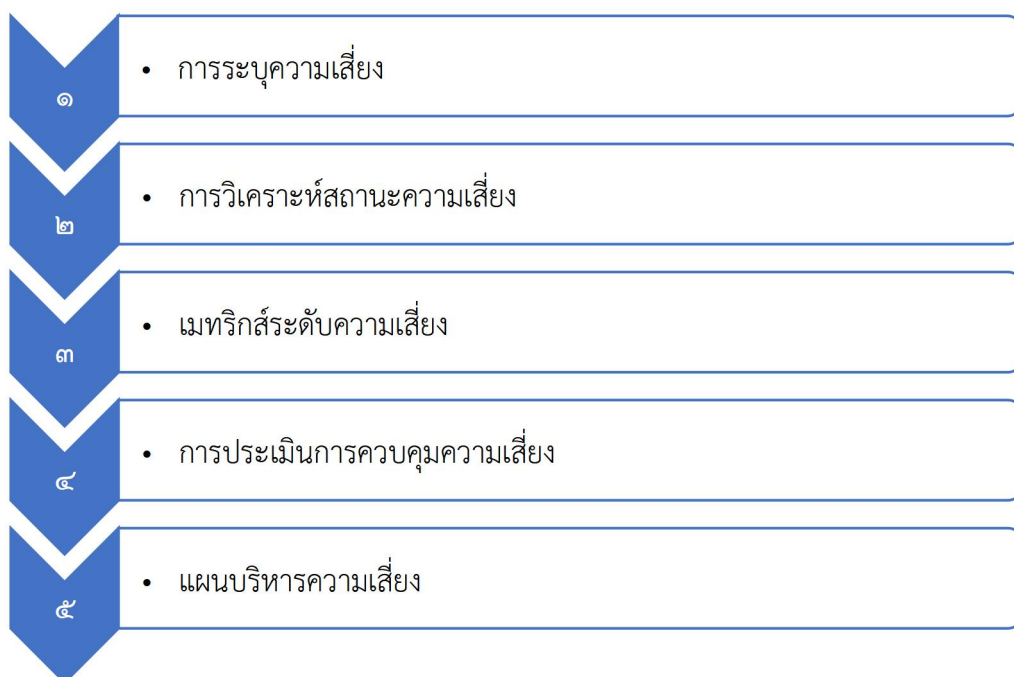 ๑
• การระบุความเสี่ยง
๒
• การวิเคราะห์สถานะความเสี่ยง
๓
• เมทริกส์ระดับความเสี่ยง
๔
• การประเมินการควบคุมความเสี่ยง
๕
• แผนบริหารความเสี่ยง